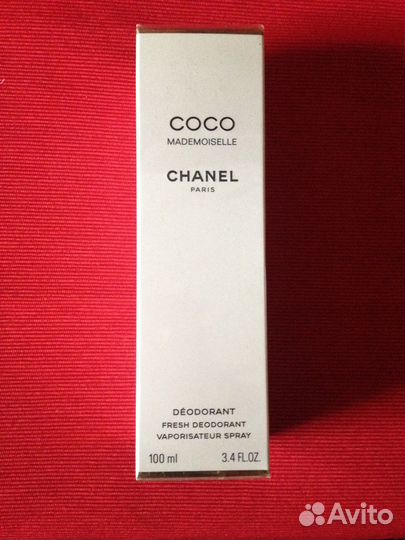 COCO
MADEMOISELLE
CHANEL
PARIS
DÉODORANT
FRESH DEODORANT
VAPORISATEUR SPRAY
100 ml 3.4 FL.OZ.
Avito